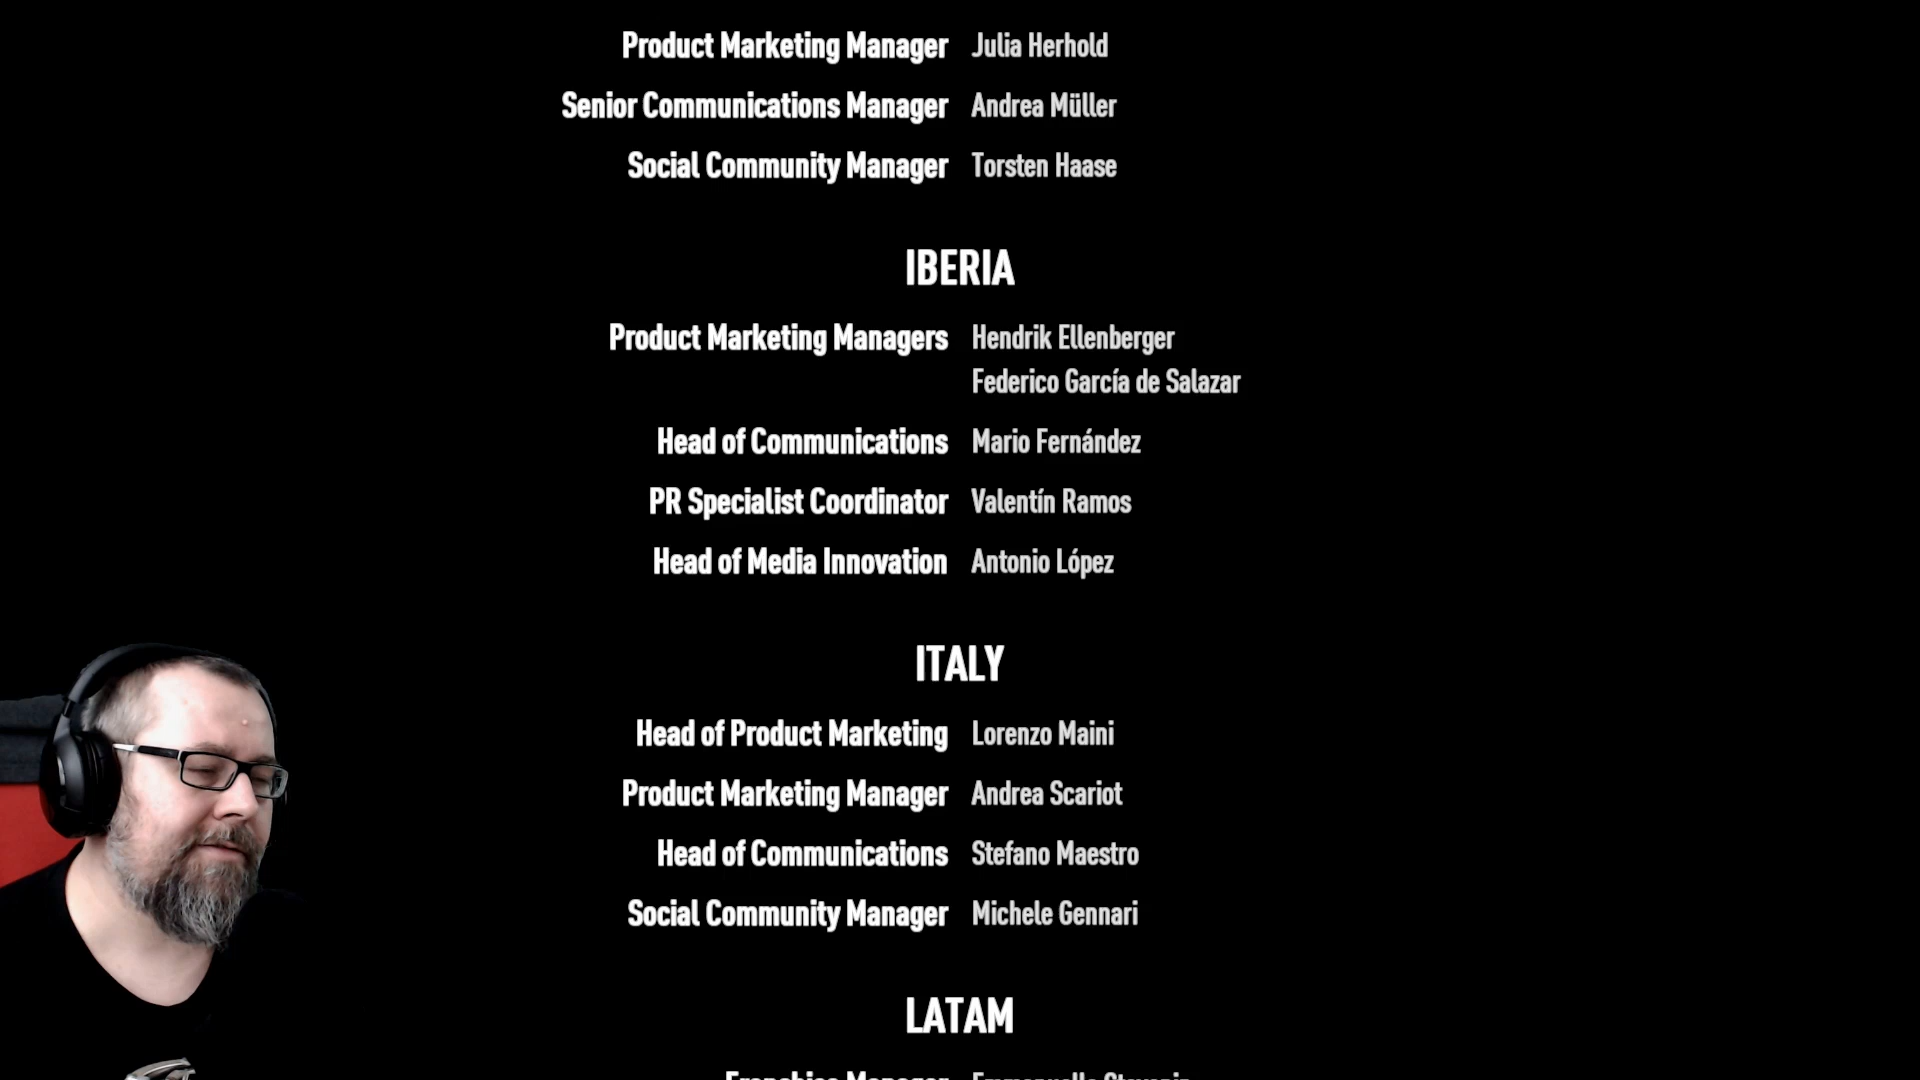 Product Marketing Manager Julia Herhold
Senior Communications Manager Andrea Müller
Social Community Manager Torsten Haase
IBERIA
Product Marketing Managers Hendrik Ellenberger
Federico García de Salazar
Head of Communications Mario Fernández
PR Specialist Coordinator Valentín Ramos
Head of Media Innovation Antonio López
ITALY
Head of Product Marketing Lorenzo Maini
Product Marketing Manager Andrea Scariot
Head of Communications Stefano Maestro
Social Community Manager Michele Gennari
LATAM
Franchise Manager